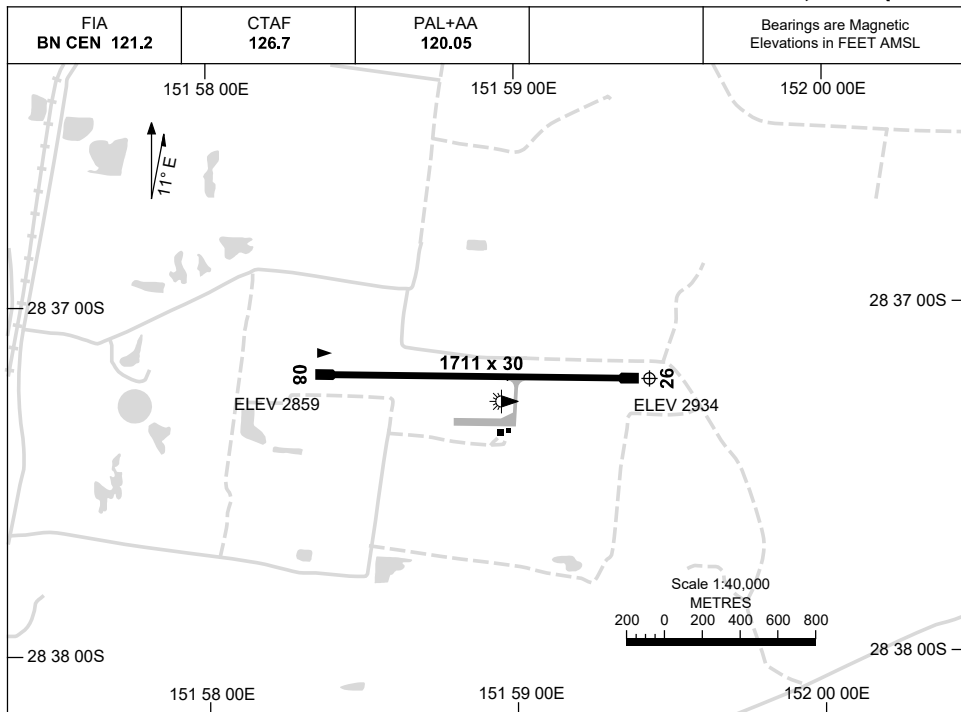 FIA
BN CEN 121.2
CTAF
126.7
PAL+AA
120.05
Bearings are Magnetic
Elevations in FEET AMSL
151 58 00E
151 59 00E
152 00 00E
11° E
28 37 00S
28 37 00S
08
1711 x 30
26
ELEV 2859
ELEV 2934
Scale 1:40,000
METRES
200 0 200 400 600 800
28 38 00S
28 38 00S
151 58 00E
151 59 00E
152 00 00E